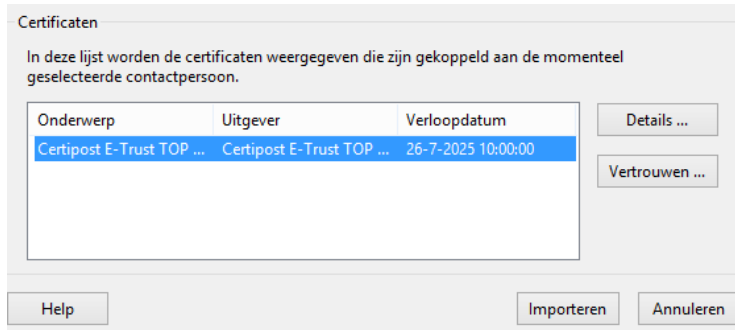 Certificaten
In deze lijst worden de certificaten weergegeven die zijn gekoppeld aan de momenteel
geselecteerde contactpersoon.
Onderwerp Uitgever Verloopdatum Details ...
Certipost E-Trust TOP ... Certipost E-Trust TOP ... 26-7-2025 10:00:00
Vertrouwen ...
Help Importeren Annuleren